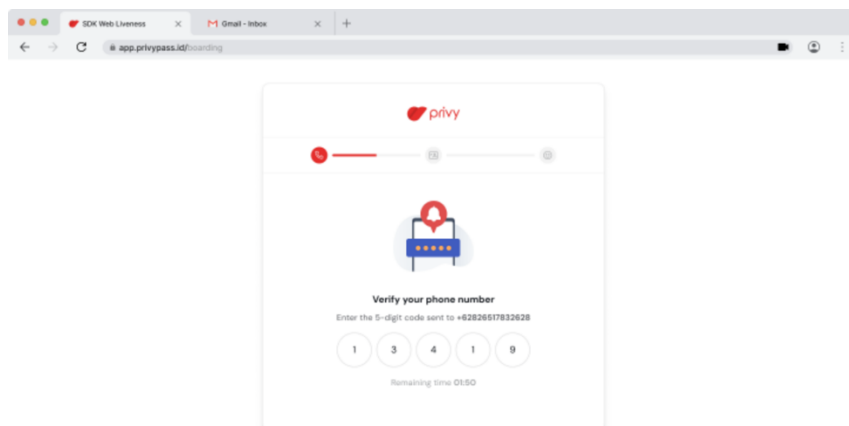 SDK Web Liveness
Gmail - Inbox
app.privypass.id/boarding
privy
Verify your phone number
Enter the 5-digit code sent to +62826517832628
1 3 4 1 9
Remaining time 01:50